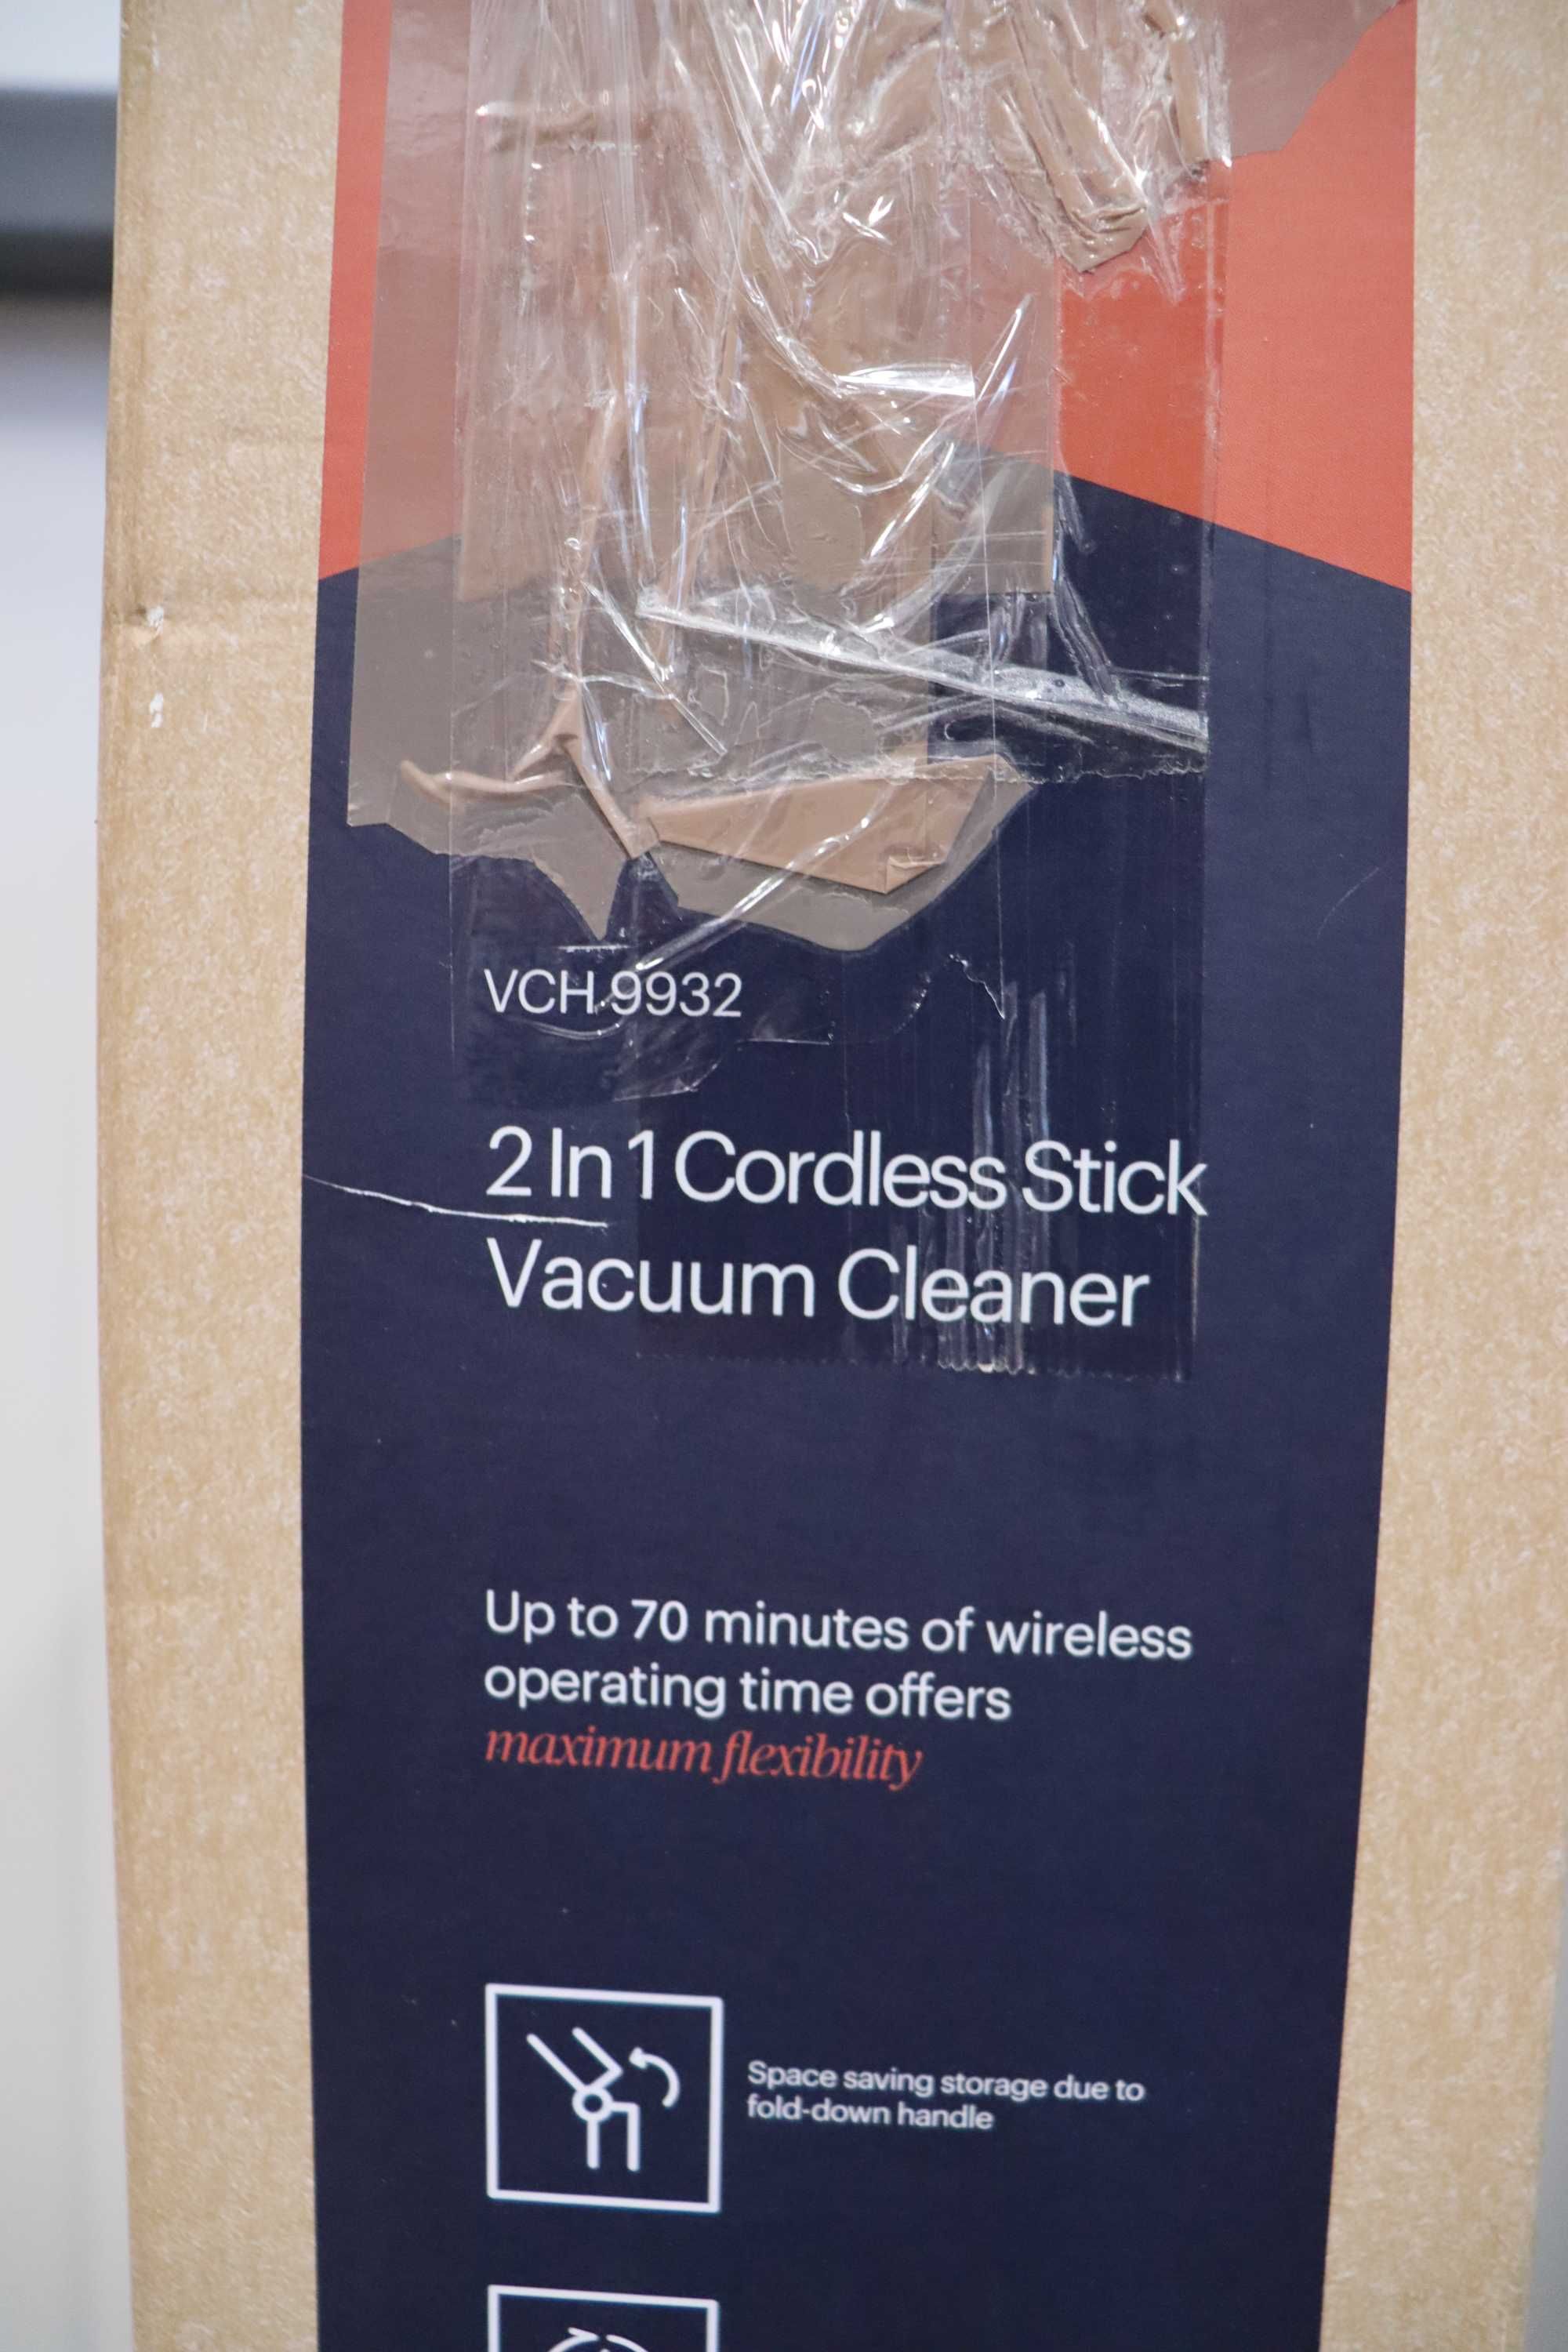 VCH 9932
2 In 1 Cordless Stick
Vacuum Cleaner
Up to 70 minutes of wireless
operating time offers
maximum flexibility
Space saving storage due to
fold-down handle